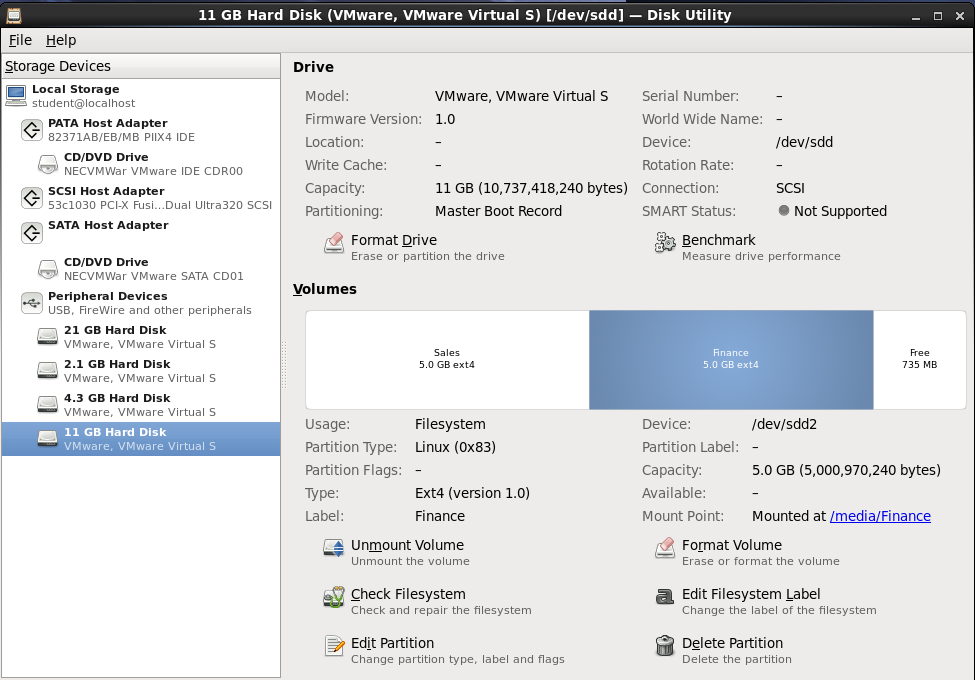 11 GB Hard Disk (VMware, VMware Virtual S) [/dev/sdd] — Disk Utility
File Help
Storage Devices
Local Storage
student@localhost
PATA Host Adapter
82371AB/EB/MB PIIX4 IDE
CD/DVD Drive
NECVMWar VMware IDE CDR00
SCSI Host Adapter
53c1030 PCI-X Fusi...Dual Ultra320 SCSI
SATA Host Adapter
CD/DVD Drive
NECVMWar VMware SATA CD01
Peripheral Devices
USB, FireWire and other peripherals
21 GB Hard Disk
VMware, VMware Virtual S
2.1 GB Hard Disk
VMware, VMware Virtual S
4.3 GB Hard Disk
VMware, VMware Virtual S
11 GB Hard Disk
VMware, VMware Virtual S
Drive
Model: VMware, VMware Virtual S Serial Number: –
Firmware Version: 1.0 World Wide Name: –
Location: – Device: /dev/sdd
Write Cache: – Rotation Rate: –
Capacity: 11 GB (10,737,418,240 bytes) Connection: SCSI
Partitioning: Master Boot Record SMART Status: Not Supported
Format Drive Benchmark
Erase or partition the drive Measure drive performance
Volumes
Sales Finance Free
5.0 GB ext4 5.0 GB ext4 735 MB
Usage: Filesystem Device: /dev/sdd2
Partition Type: Linux (0x83) Partition Label: –
Partition Flags: – Capacity: 5.0 GB (5,000,970,240 bytes)
Type: Ext4 (version 1.0) Available: –
Label: Finance Mount Point: Mounted at /media/Finance
Unmount Volume Format Volume
Unmount the volume Erase or format the volume
Check Filesystem Edit Filesystem Label
Check and repair the filesystem Change the label of the filesystem
Edit Partition Delete Partition
Change partition type, label and flags Delete the partition